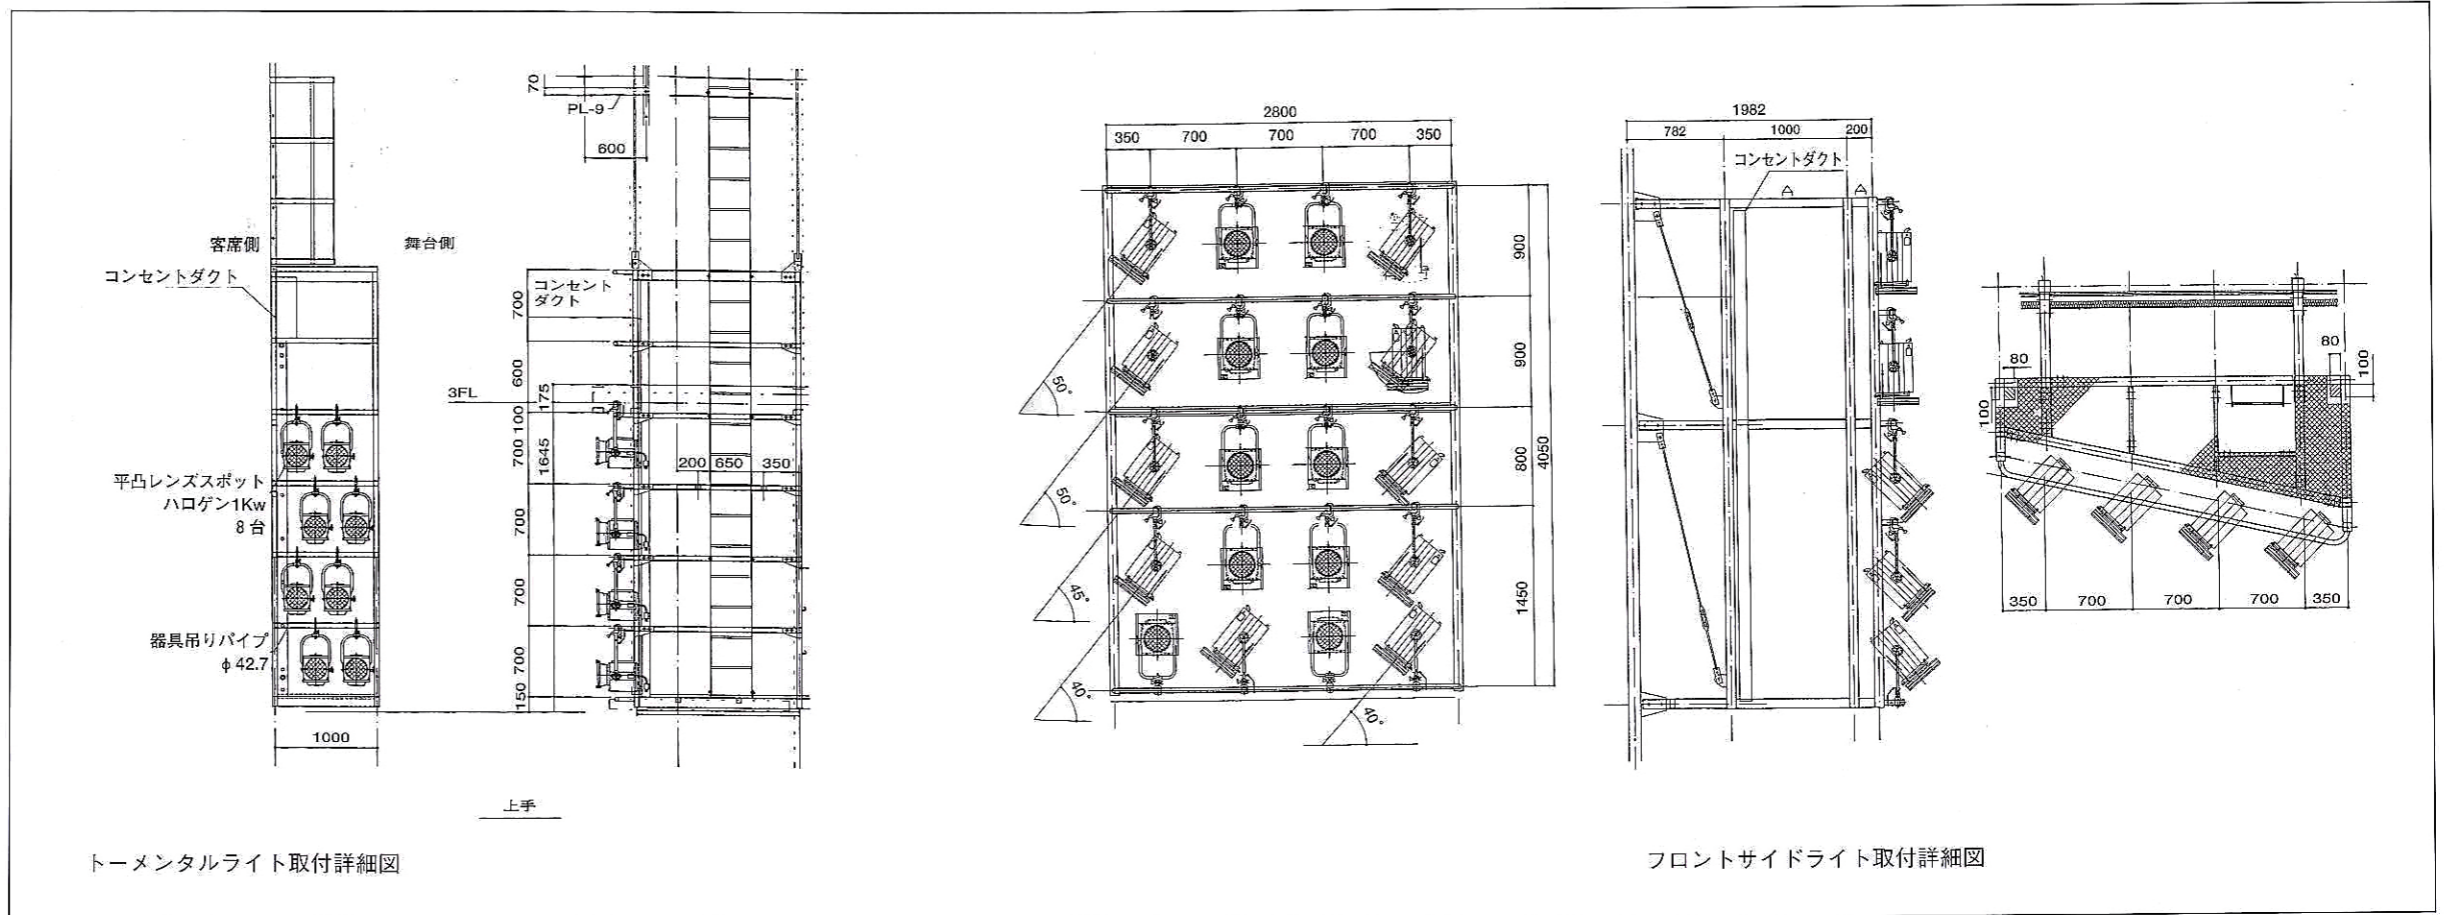 70
PL-9
600
客席側
舞台側
コンセントダクト
コンセント
ダクト
700
600
175
3FL
100
700
1645
200
650
350
平凸レンズスポット
ハロゲン1Kw
8 台
700
700
器具吊りパイプ
φ 42.7
700
150
1000
上手
トーメンタルライト取付詳細図
2800
350
700
700
700
350
900
900
800
4050
1450
50°
50°
45°
40°
40°
1982
782
1000
200
コンセントダクト
80
80
100
100
350
700
700
700
350
フロントサイドライト取付詳細図